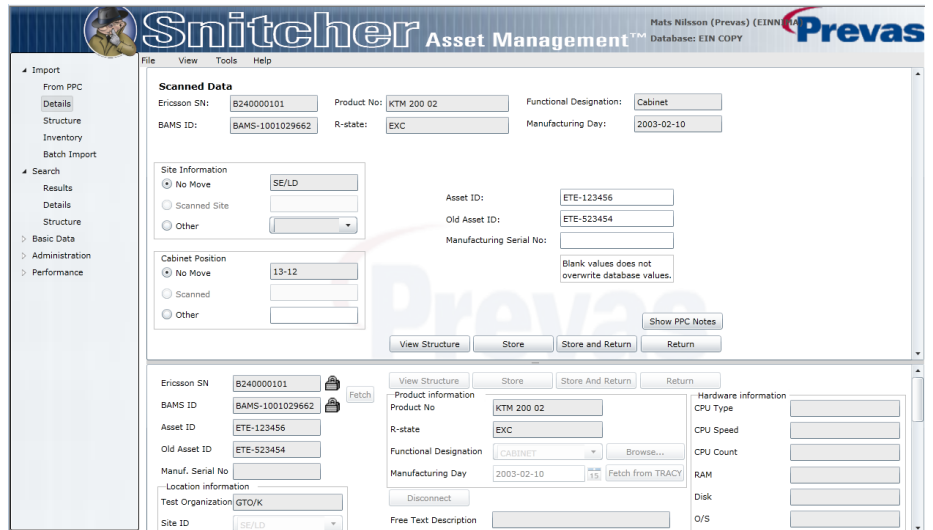 Snitcher Asset Management™
Mats Nilsson (Prevas) (EINNIMA)
Database: EIN COPY
Prevas
File View Tools Help
Import
From PPC
Details
Structure
Inventory
Batch Import
Search
Results
Details
Structure
Basic Data
Administration
Performance
Scanned Data
Ericsson SN: B240000101 Product No: KTM 200 02 Functional Designation: Cabinet
BAMS ID: BAMS-1001029662 R-state: EXC Manufacturing Day: 2003-02-10
Site Information
No Move SE/LD
Scanned Site
Other
Asset ID: ETE-123456
Old Asset ID: ETE-523454
Manufacturing Serial No:
Blank values does not
overwrite database values.
Cabinet Position
No Move 13-12
Scanned
Other
Prevas
Show PPC Notes
View Structure Store Store and Return Return
Ericsson SN B240000101
BAMS ID BAMS-1001029662
Fetch
Asset ID ETE-123456
Old Asset ID ETE-523454
Manuf. Serial No
Location information
Test Organization GTO/K
Site ID SE/LD
View Structure Store Store And Return Return
Product information
Product No KTM 200 02
R-state EXC
Functional Designation CABINET Browse...
Manufacturing Day 2003-02-10 15 Fetch from TRACY
Disconnect
Free Text Description
Hardware information
CPU Type
CPU Speed
CPU Count
RAM
Disk
O/S